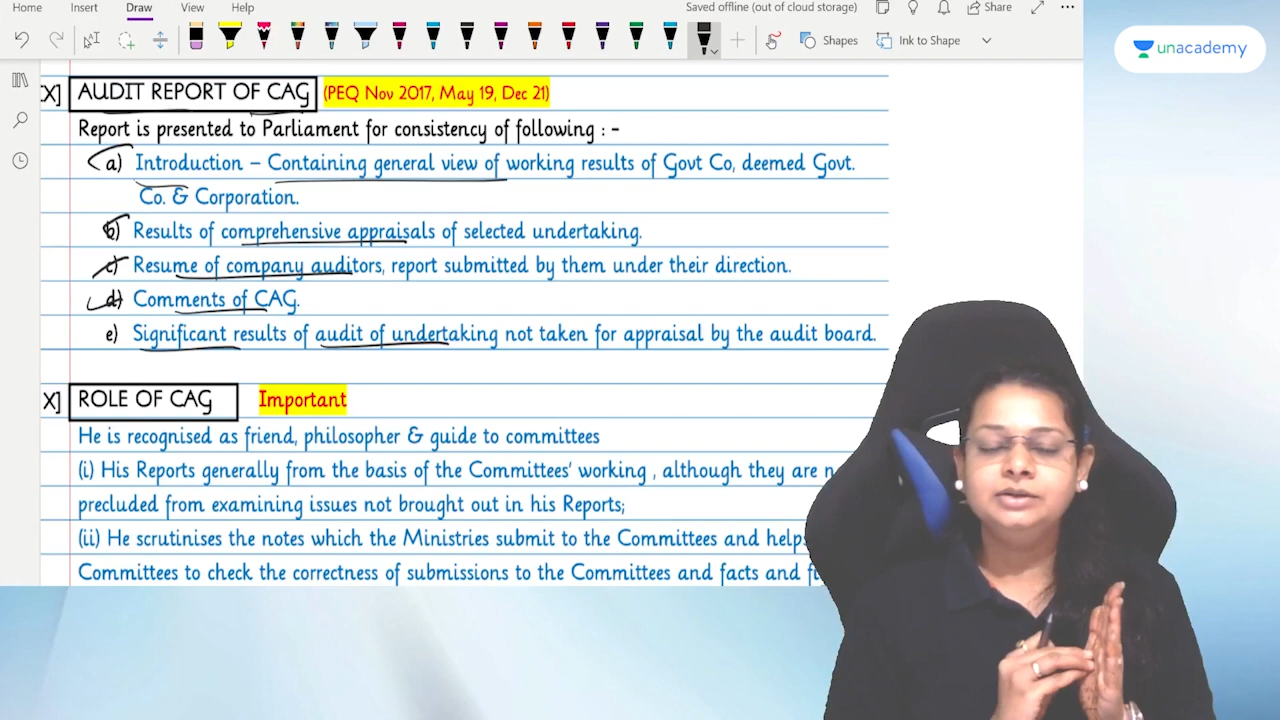 Home Insert Draw View Help Saved offline (out of cloud storage) Share
Shapes Ink to Shape
unacademy
X] AUDIT REPORT OF CAG (PEQ Nov 2017, May 19, Dec 21)
Report is presented to Parliament for consistency of following : -
a) Introduction – Containing general view of working results of Govt Co, deemed Govt.
Co. & Corporation.
b) Results of comprehensive appraisals of selected undertaking.
c) Resume of company auditors, report submitted by them under their direction.
d) Comments of CAG.
e) Significant results of audit of undertaking not taken for appraisal by the audit board.
X] ROLE OF CAG Important
He is recognised as friend, philosopher & guide to committees
(i) His Reports generally from the basis of the Committees' working , although they are
precluded from examining issues not brought out in his Reports;
(ii) He scrutinises the notes which the Ministries submit to the Committees and helps
Committees to check the correctness of submissions to the Committees and facts and